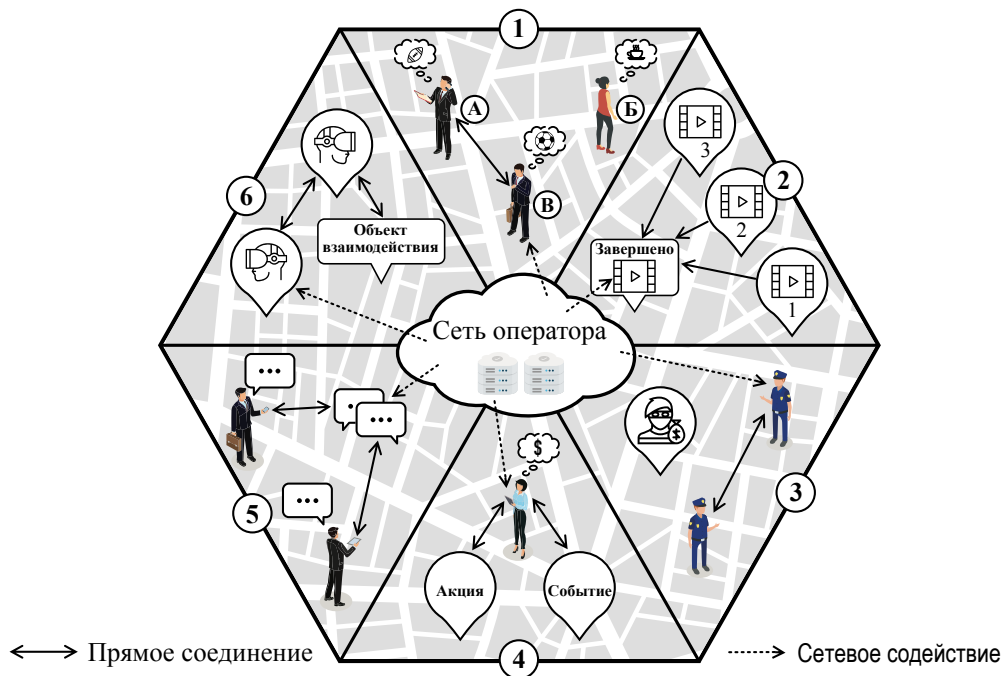 1
А
Б
В
3
2
2
1
Завершено
6
Объект
взаимодействия
Сеть оператора
$
$
3
5
Акция
Событие
4
Прямое соединение
Сетевое содействие